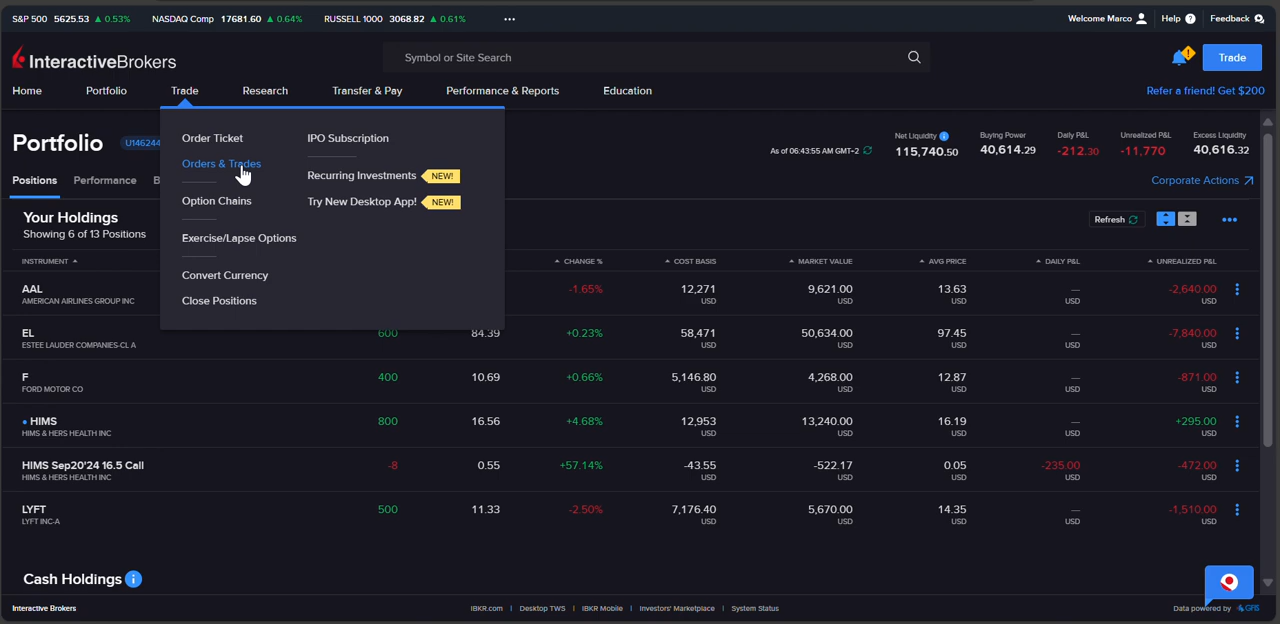 S&P 500 5625.53 ▲ 0.53% NASDAQ Comp 17681.60 ▲ 0.64% RUSSELL 1000 3068.82 ▲ 0.61% ••• Welcome Marco Help ? Feedback
InteractiveBrokers Symbol or Site Search Trade
Home Portfolio Trade Research Transfer & Pay Performance & Reports Education Refer a friend! Get $200
Order Ticket
Orders & Trades
Option Chains
Exercise/Lapse Options
Convert Currency
Close Positions
IPO Subscription
Recurring Investments NEW!
Try New Desktop App! NEW!
Portfolio U146244
As of 06:43:55 AM GMT-2
Net Liquidity Buying Power Daily P&L Unrealized P&L Excess Liquidity
115,740.50 40,614.29 -212.30 -11,770 40,616.32
Positions Performance B Corporate Actions
Your Holdings
Showing 6 of 13 Positions
Refresh
INSTRUMENT CHANGE % COST BASIS MARKET VALUE AVG PRICE DAILY P&L UNREALIZED P&L
AAL -1.65% 12,271 9,621.00 13.63 — -2,640.00
AMERICAN AIRLINES GROUP INC USD USD USD USD USD
EL 600 84.39 +0.23% 58,471 50,634.00 97.45 — -7,840.00
ESTEE LAUDER COMPANIES-CL A USD USD USD USD USD
F 400 10.69 +0.66% 5,146.80 4,268.00 12.87 — -871.00
FORD MOTOR CO USD USD USD USD USD
HIMS 800 16.56 +4.68% 12,953 13,240.00 16.19 — +295.00
HIMS & HERS HEALTH INC USD USD USD USD USD
HIMS Sep20'24 16.5 Call -8 0.55 +57.14% -43.55 -522.17 0.05 -235.00 -472.00
HIMS & HERS HEALTH INC USD USD USD USD USD
LYFT 500 11.33 -2.50% 7,176.40 5,670.00 14.35 — -1,510.00
LYFT INC-A USD USD USD USD USD
Cash Holdings
Interactive Brokers IBKR.com | Desktop TWS | IBKR Mobile | Investors' Marketplace | System Status Data powered by GFIS